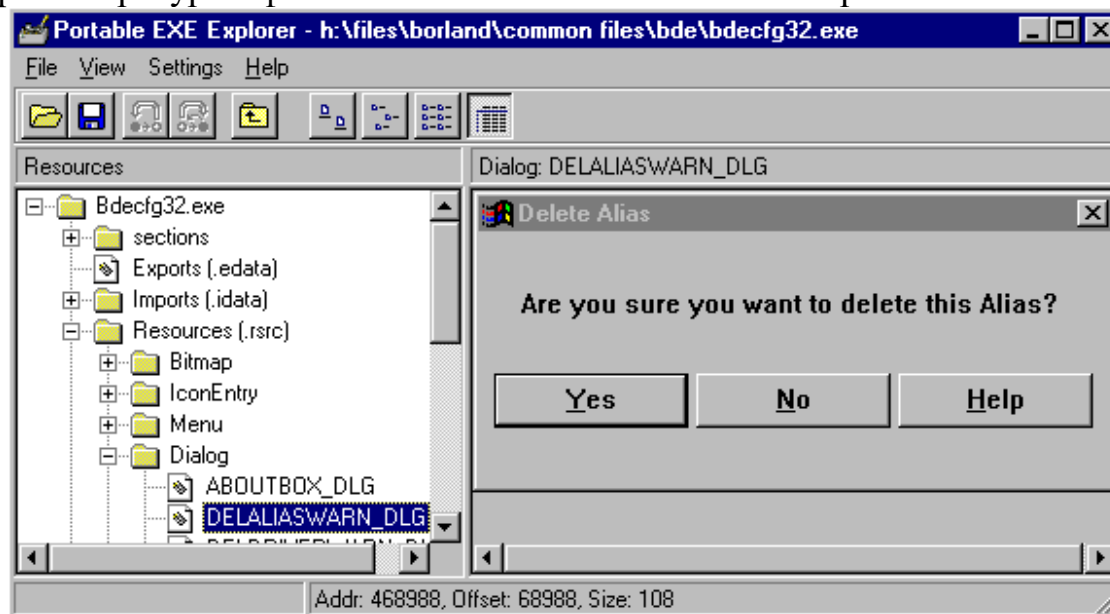 Portable EXE Explorer - h:\files\borland\common files\bde\bdecfg32.exe
File View Settings Help
Resources
Dialog: DELALIASWARN_DLG
Bdecfg32.exe
sections
Exports (.edata)
Imports (.idata)
Resources (.rsrc)
Bitmap
IconEntry
Menu
Dialog
ABOUTBOX_DLG
DELALIASWARN_DLG
Delete Alias
Are you sure you want to delete this Alias?
Yes No Help
Addr: 468988, Offset: 68988, Size: 108